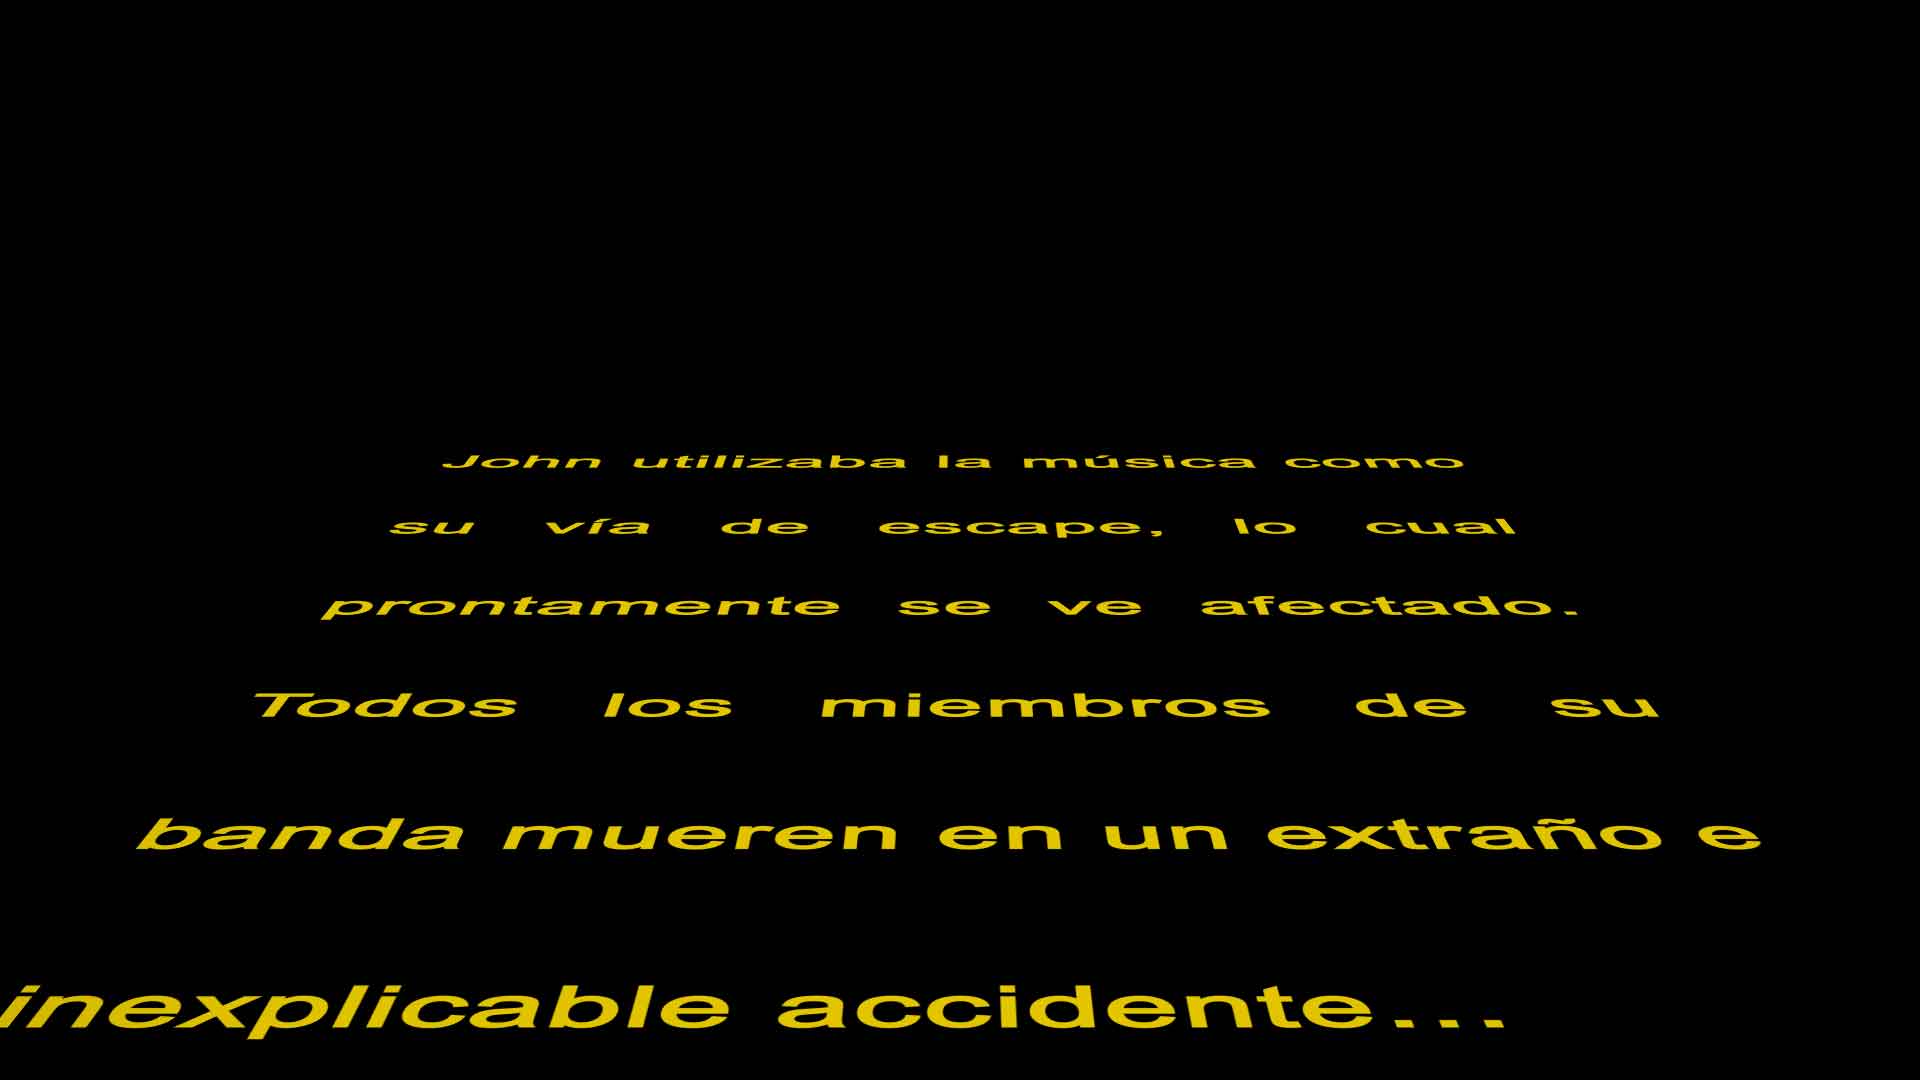 John utilizaba la música como
su vía de escape, lo cual
prontamente se ve afectado.
Todos los miembros de su
banda mueren en un extraño e
inexplicable accidente...